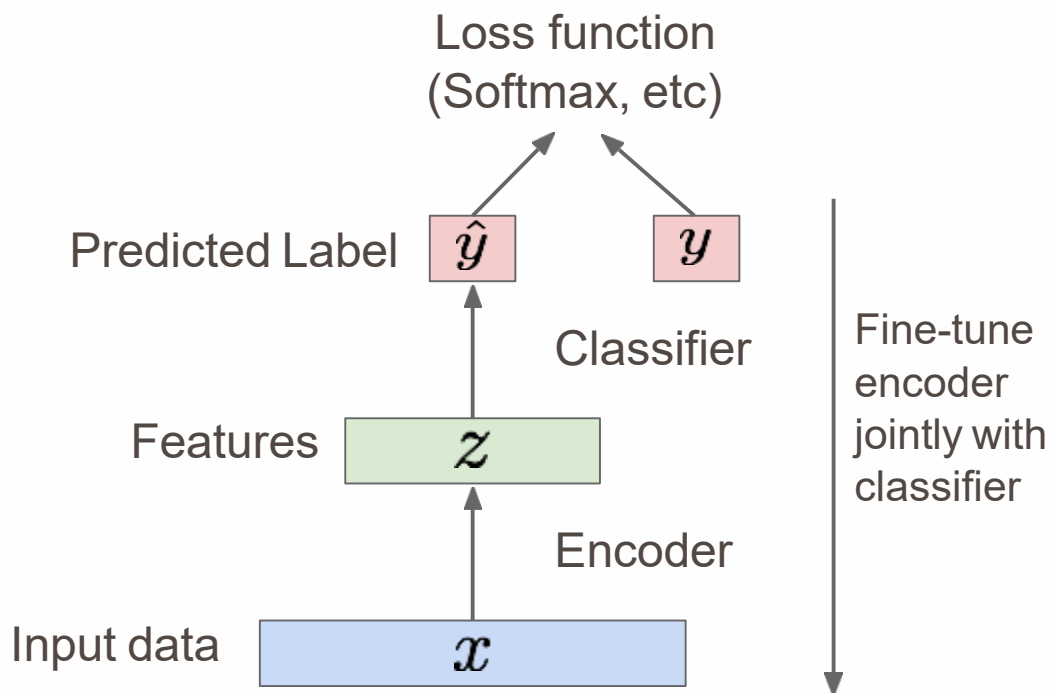 Loss function
(Softmax, etc)
Predicted Label
ŷ
y
Classifier
Fine-tune
encoder
jointly with
classifier
Features
z
Encoder
Input data
x